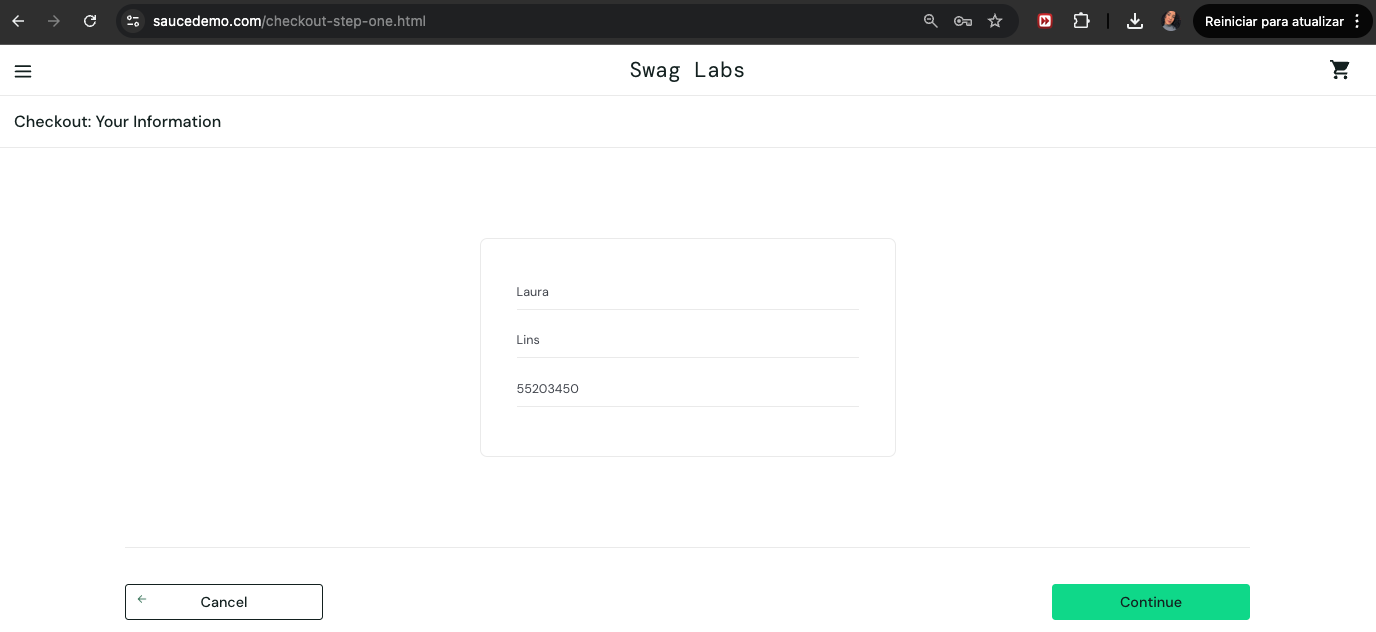 saucedemo.com/checkout-step-one.html
Reiniciar para atualizar
Swag Labs
Checkout: Your Information
Laura
Lins
55203450
Cancel
Continue